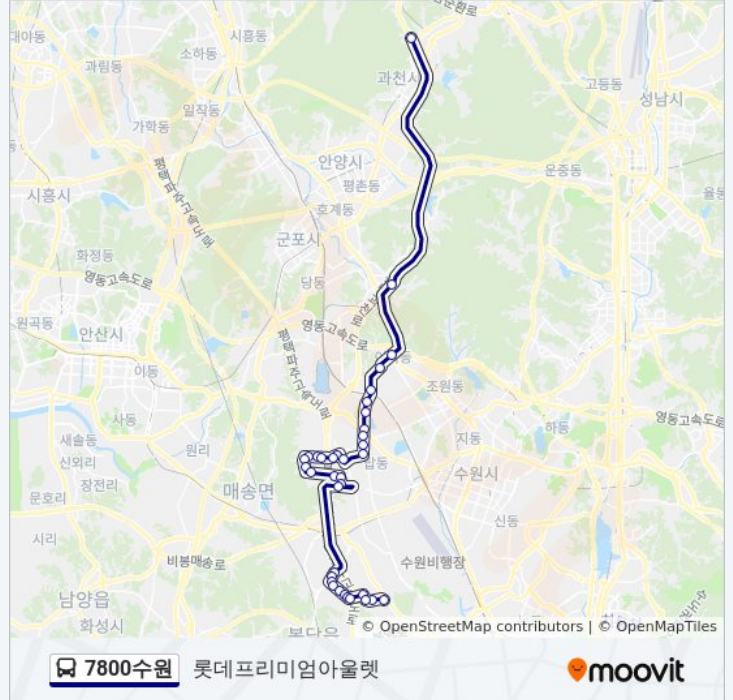 대야동
시흥동
소하동
과림동
과천시
고등동
성남시
일작동
가학동
안양시
운중동
평촌동
시흥시
호계동
군포시
화정동
당동
영동고속도로
원곡동
영동고속도로
안산시
이동
조원동
사동
영동고속도로
하동
새솔동
지동
원리
신외리
수원시
장전리
매송면
문호리
신동
시리
비봉매송로
수원비행장
남양읍
화성시
© OpenStreetMap contributors | © OpenMapTiles
7800수원
롯데프리미엄아울렛
moovit